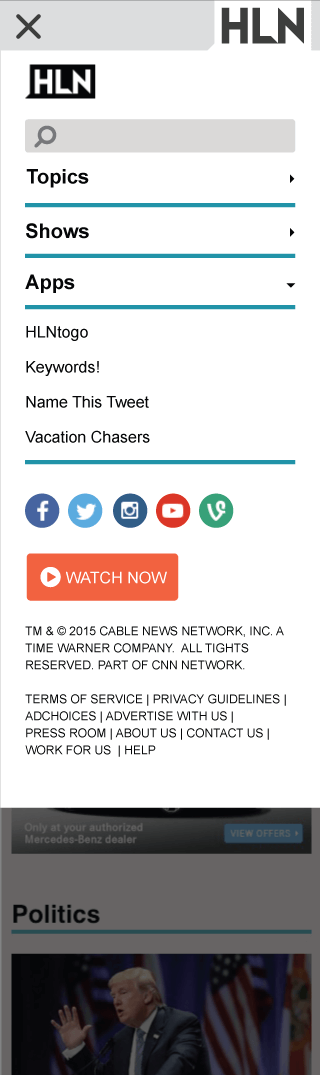 HLN
HLN
Topics
Shows
Apps
HLNtogo
Keywords!
Name This Tweet
Vacation Chasers
WATCH NOW
TM & © 2015 CABLE NEWS NETWORK, INC. A
TIME WARNER COMPANY. ALL TIGHTS
RESERVED. PART OF CNN NETWORK.
TERMS OF SERVICE | PRIVACY GUIDELINES |
ADCHOICES | ADVERTISE WITH US |
PRESS ROOM | ABOUT US | CONTACT US |
WORK FOR US | HELP
Only at your authorized
Mercedes-Benz dealer
VIEW OFFERS
Politics